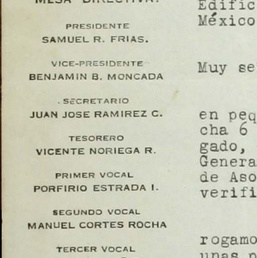 MESA DIRECTIVA:
PRESIDENTE
SAMUEL R. FRIAS.
VICE-PRESIDENTE
BENJAMIN B. MONCADA
SECRETARIO
JUAN JOSE RAMIREZ C.
TESORERO
VICENTE NORIEGA R.
PRIMER VOCAL
PORFIRIO ESTRADA I.
SEGUNDO VOCAL
MANUEL CORTES ROCHA
TERCER VOCAL
Edific
México
Muy se
en peq
cha 6
gado,
Genera
de Aso
verifi
rogamo
unas p